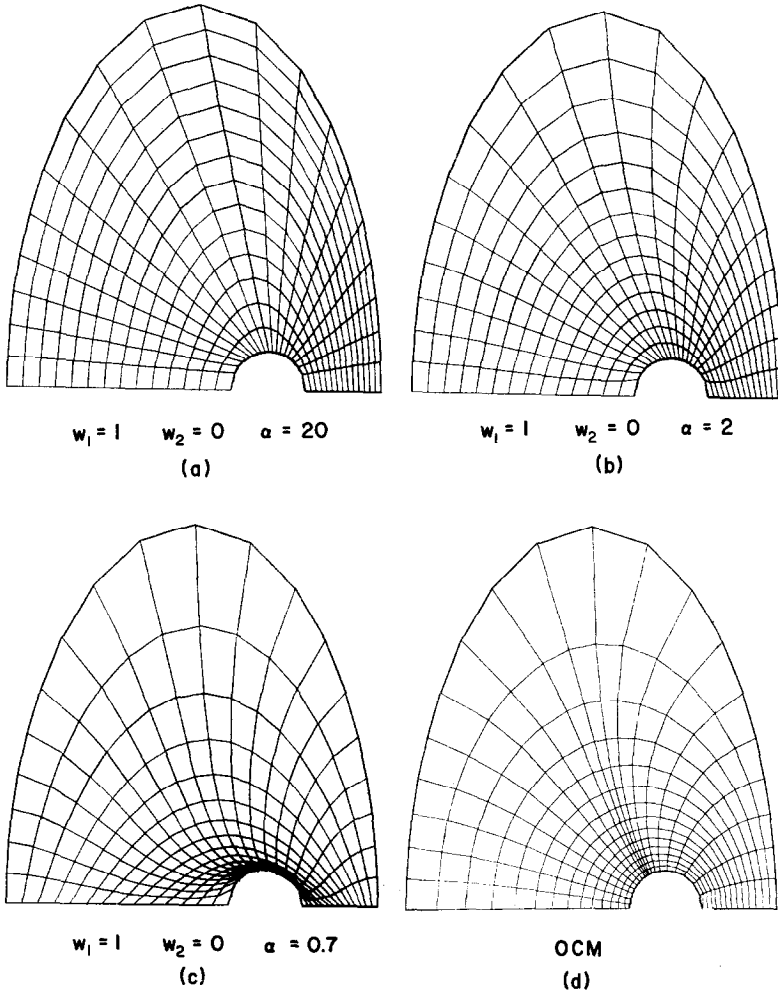 w₁ = 1 w₂ = 0 α = 20
(a)
w₁ = 1 w₂ = 0 α = 2
(b)
w₁ = 1 w₂ = 0 α = 0.7
(c)
OCM
(d)